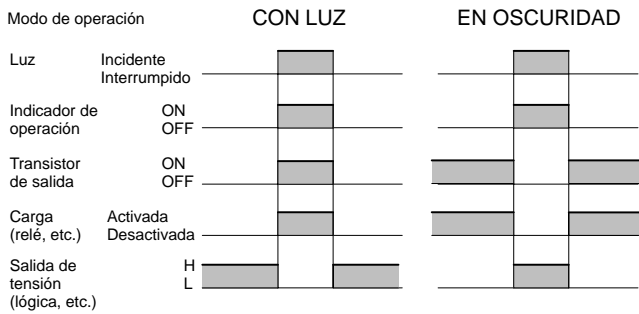 Modo de operación CON LUZ EN OSCURIDAD
Luz Incidente
Interrumpido
Indicador de ON
operación OFF
Transistor ON
de salida OFF
Carga Activada
(relé, etc.) Desactivada
Salida de H
tensión L
(lógica, etc.)